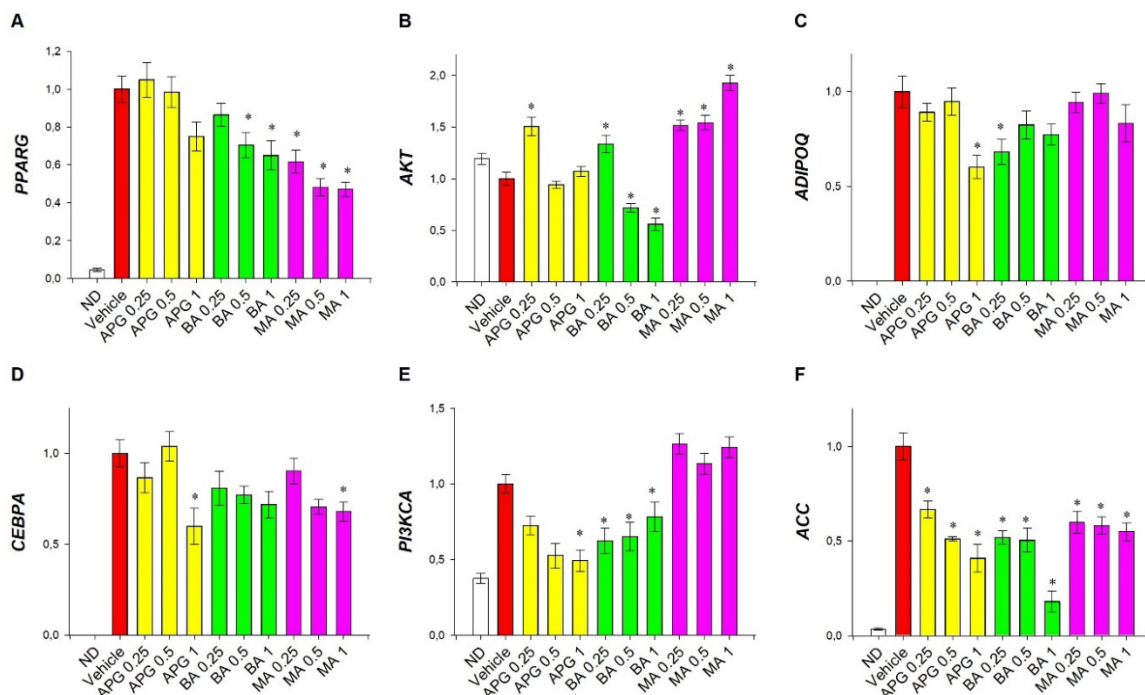 A
PPARG
1,2
1,0
0,8
0,6
0,4
0,2
0,0
* * * * *
ND Vehicle APG 0.25 APG 0.5 APG 1 BA 0.25 BA 0.5 BA 1 MA 0.25 MA 0.5 MA 1
B
AKT
2,0
1,5
1,0
0,5
0,0
* * * * * * *
ND Vehicle APG 0.25 APG 0.5 APG 1 BA 0.25 BA 0.5 BA 1 MA 0.25 MA 0.5 MA 1
C
ADIPOQ
1,0
0,5
0,0
* *
ND Vehicle APG 0.25 APG 0.5 APG 1 BA 0.25 BA 0.5 BA 1 MA 0.25 MA 0.5 MA 1
D
CEBPA
1,0
0,5
0,0
* *
ND Vehicle APG 0.25 APG 0.5 APG 1 BA 0.25 BA 0.5 BA 1 MA 0.25 MA 0.5 MA 1
E
PI3KCA
1,5
1,0
0,5
0,0
* * * *
ND Vehicle APG 0.25 APG 0.5 APG 1 BA 0.25 BA 0.5 BA 1 MA 0.25 MA 0.5 MA 1
F
ACC
1,0
0,5
0,0
* * * * * * * * *
ND Vehicle APG 0.25 APG 0.5 APG 1 BA 0.25 BA 0.5 BA 1 MA 0.25 MA 0.5 MA 1